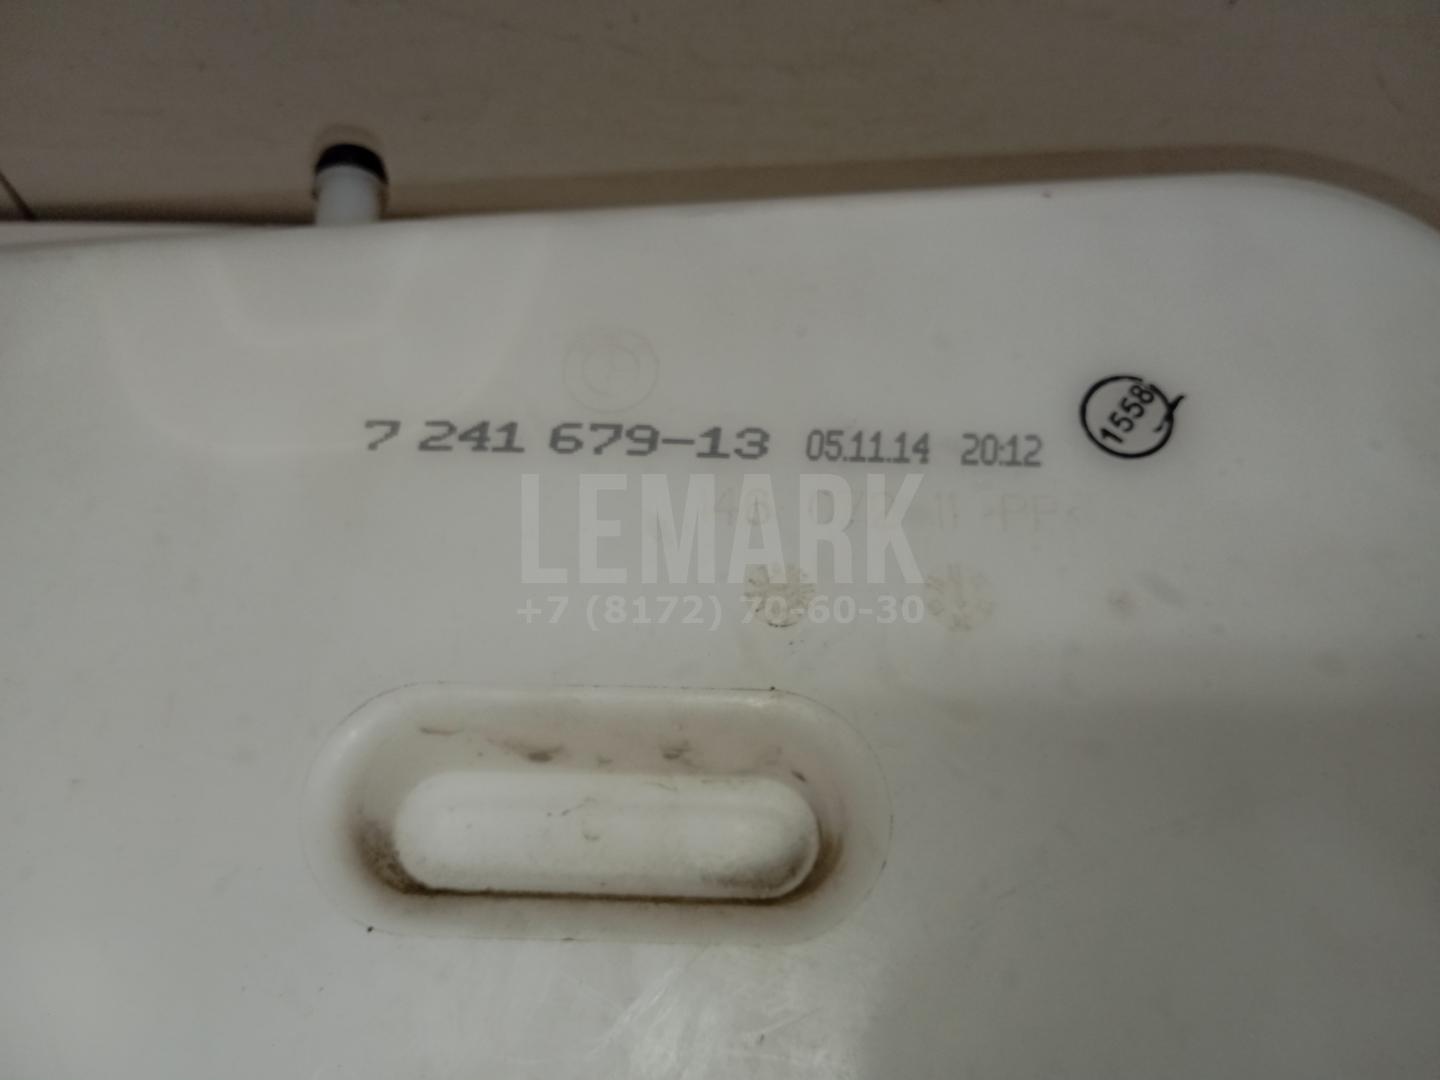 7 241 679-13 05.11.14 20:12
1558
LEMARK
+7 (8172) 70-60-30